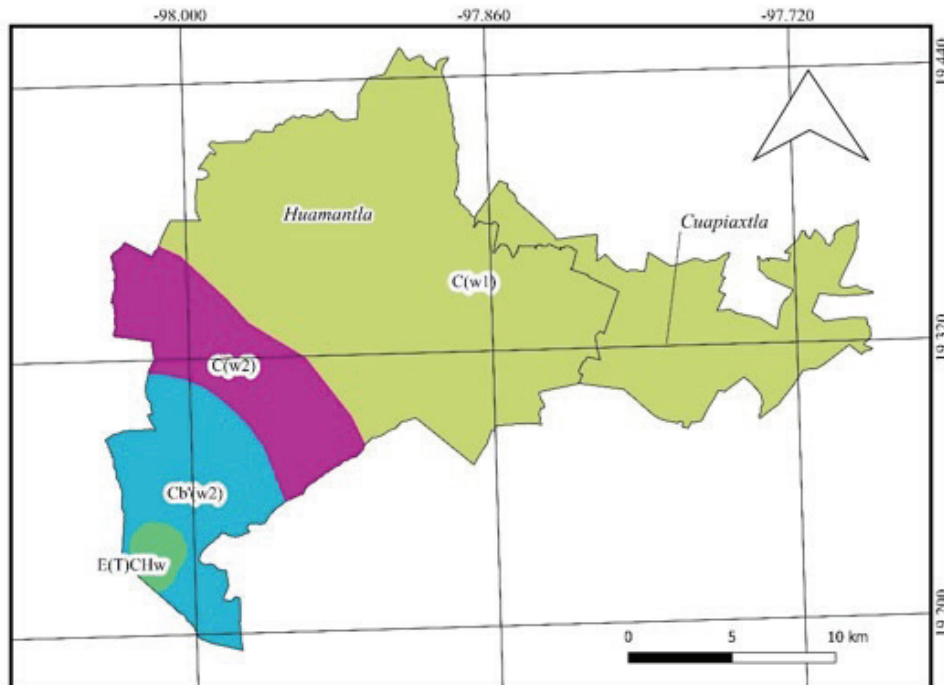 -98.000 -97.860 -97.720
19.440
Huamantla
Cuapiaxtla
C(w1)
19.320
C(w2)
Cb'(w2)
E(T)CHw
19.200
0 5 10 km